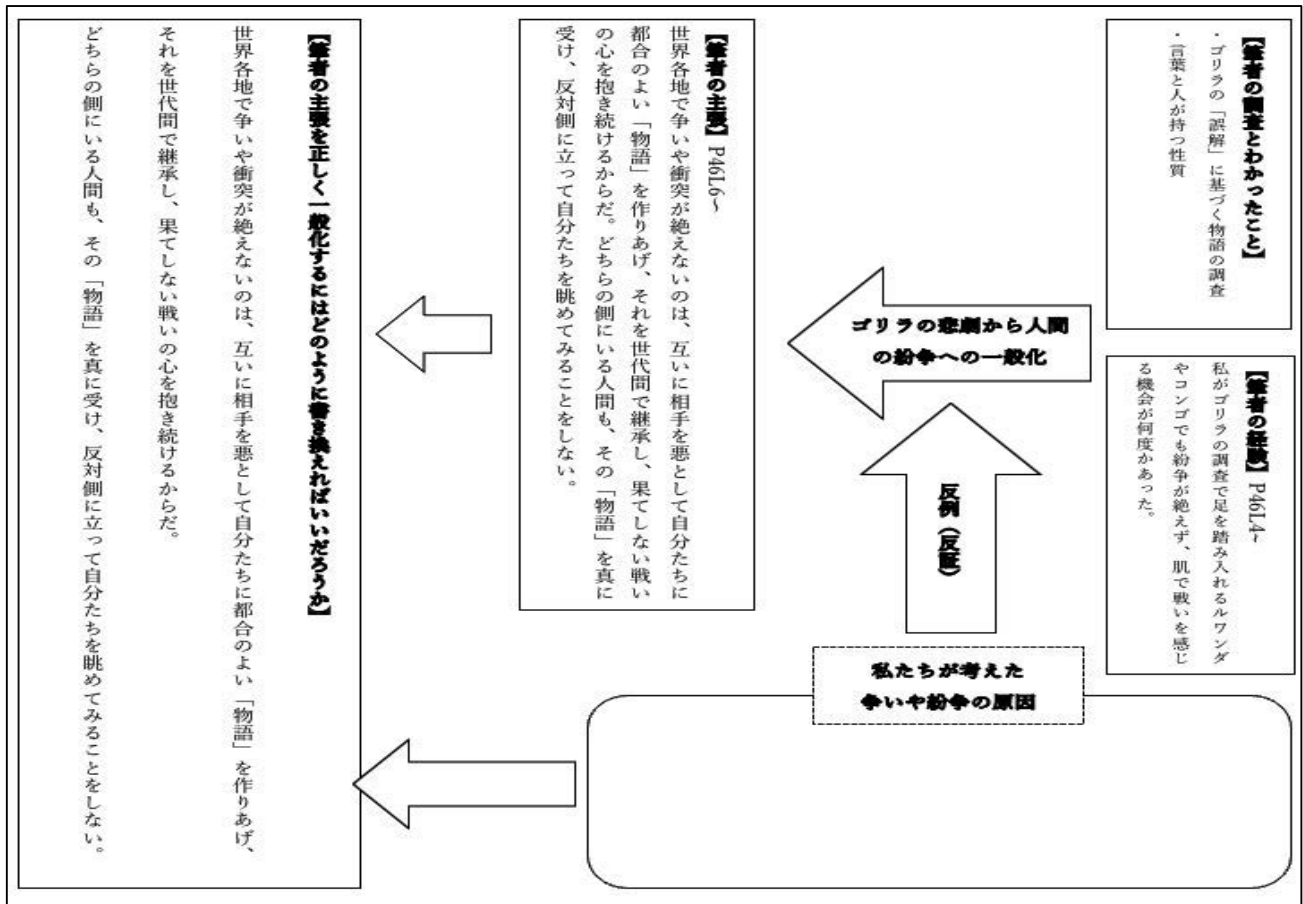 【筆者の調査とわかったこと】
・ゴリラの「誤解」に基づく物語の調査
・言葉と人が持つ性質
【筆者の経験】P46L4~
私がゴリラの調査で足を踏み入れるルワンダ
やコンゴでも紛争が絶えず、肌で戦いを感じ
る機会が何度かあった。
ゴリラの悲劇から人間
の紛争への一般化
反例(反証)
私たちが考えた
争いや紛争の原因
【筆者の主張】P46L6~
世界各地で争いや衝突が絶えないのは、互いに相手を悪として自分たちに
都合のよい「物語」を作りあげ、それを世代間で継承し、果てしない戦い
の心を抱き続けるからだ。どちらの側にいる人間も、その「物語」を真に
受け、反対側に立って自分たちを眺めてみることをしない。
【筆者の主張を正しく一般化するにはどのように書き換えればいいだろうか】
世界各地で争いや衝突が絶えないのは、互いに相手を悪として自分たちに都合のよい「物語」を作りあげ、
それを世代間で継承し、果てしない戦いの心を抱き続けるからだ。
どちらの側にいる人間も、その「物語」を真に受け、反対側に立って自分たちを眺めてみることをしない。